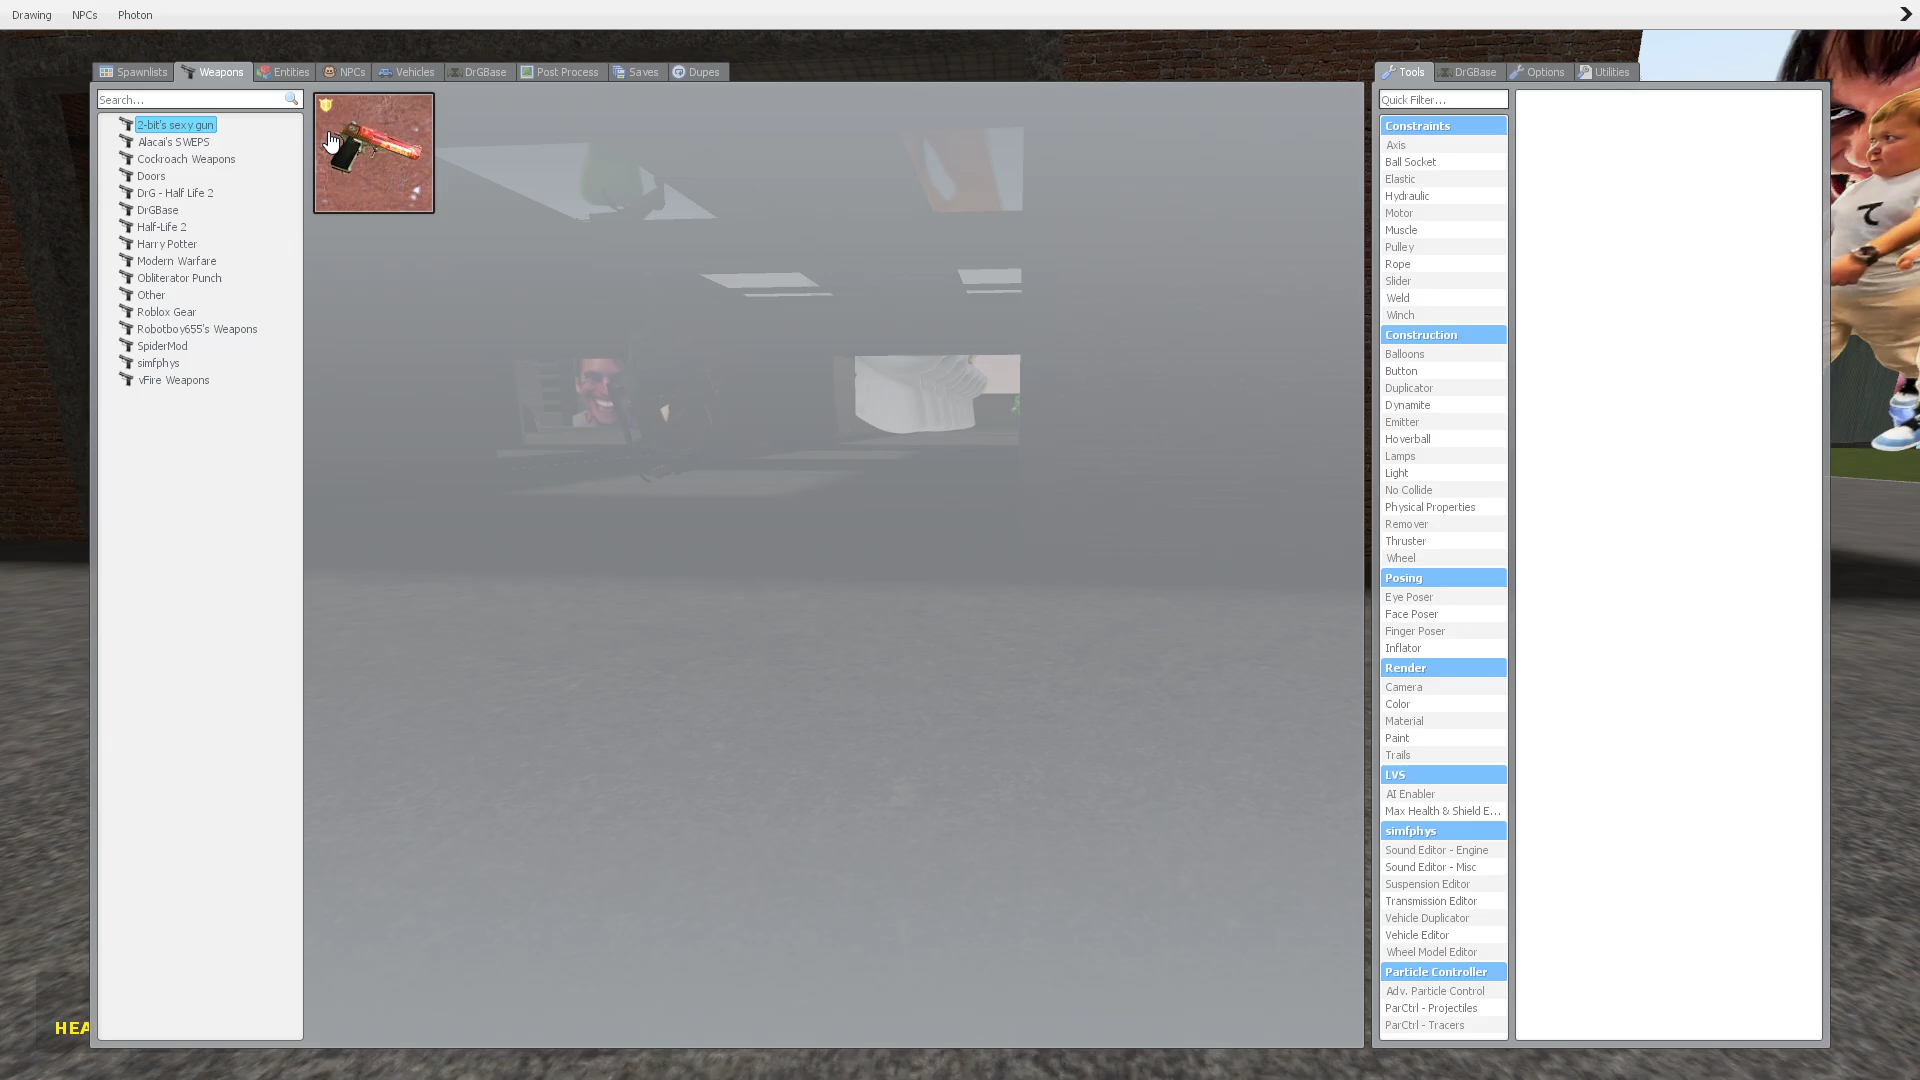 Drawing NPCs Photon
Spawnlists Weapons Entities NPCs Vehicles DrGBase Post Process Saves Dupes
Search...
2-bit's sexy gun
Alacai's SWEPS
Cockroach Weapons
Doors
DrG - Half Life 2
DrGBase
Half-Life 2
Harry Potter
Modern Warfare
Obliterator Punch
Other
Roblox Gear
Robotboy655's Weapons
SpiderMod
simfphys
vFire Weapons
HEA
Tools DrGBase Options Utilities
Quick Filter...
Constraints
Axis
Ball Socket
Elastic
Hydraulic
Motor
Muscle
Pulley
Rope
Slider
Weld
Winch
Construction
Balloons
Button
Duplicator
Dynamite
Emitter
Hoverball
Lamps
Light
No Collide
Physical Properties
Remover
Thruster
Wheel
Posing
Eye Poser
Face Poser
Finger Poser
Inflator
Render
Camera
Color
Material
Paint
Trails
LVS
AI Enabler
Max Health & Shield E...
simfphys
Sound Editor - Engine
Sound Editor - Misc
Suspension Editor
Transmission Editor
Vehicle Duplicator
Vehicle Editor
Wheel Model Editor
Particle Controller
Adv. Particle Control
ParCtrl - Projectiles
ParCtrl - Tracers